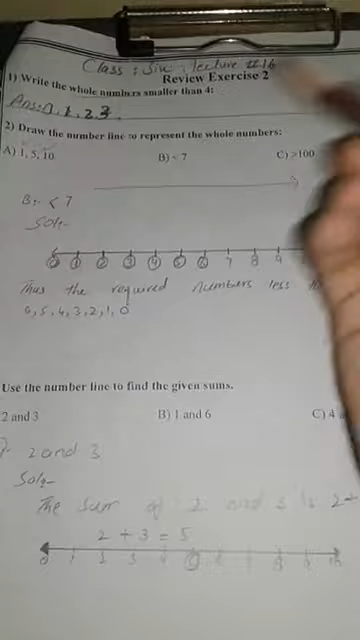 Class: Six, lecture #16
Review Exercise 2
1) Write the whole numbers smaller than 4:
Ans: 0, 1, 2, 3.
2) Draw the number line to represent the whole numbers:
A) 1, 5, 10 B) < 7 C) >100
B:- < 7
Sol:-
0 1 2 3 4 5 6 7 8 9
Thus the required numbers less
6, 5, 4, 3, 2, 1, 0
Use the number line to find the given sums.
2 and 3 B) 1 and 6 C) 4
2 and 3
Sol:-
The sum of 2 and 3 is 2+
2 + 3 = 5
0 1 2 3 4 5 8 9 10